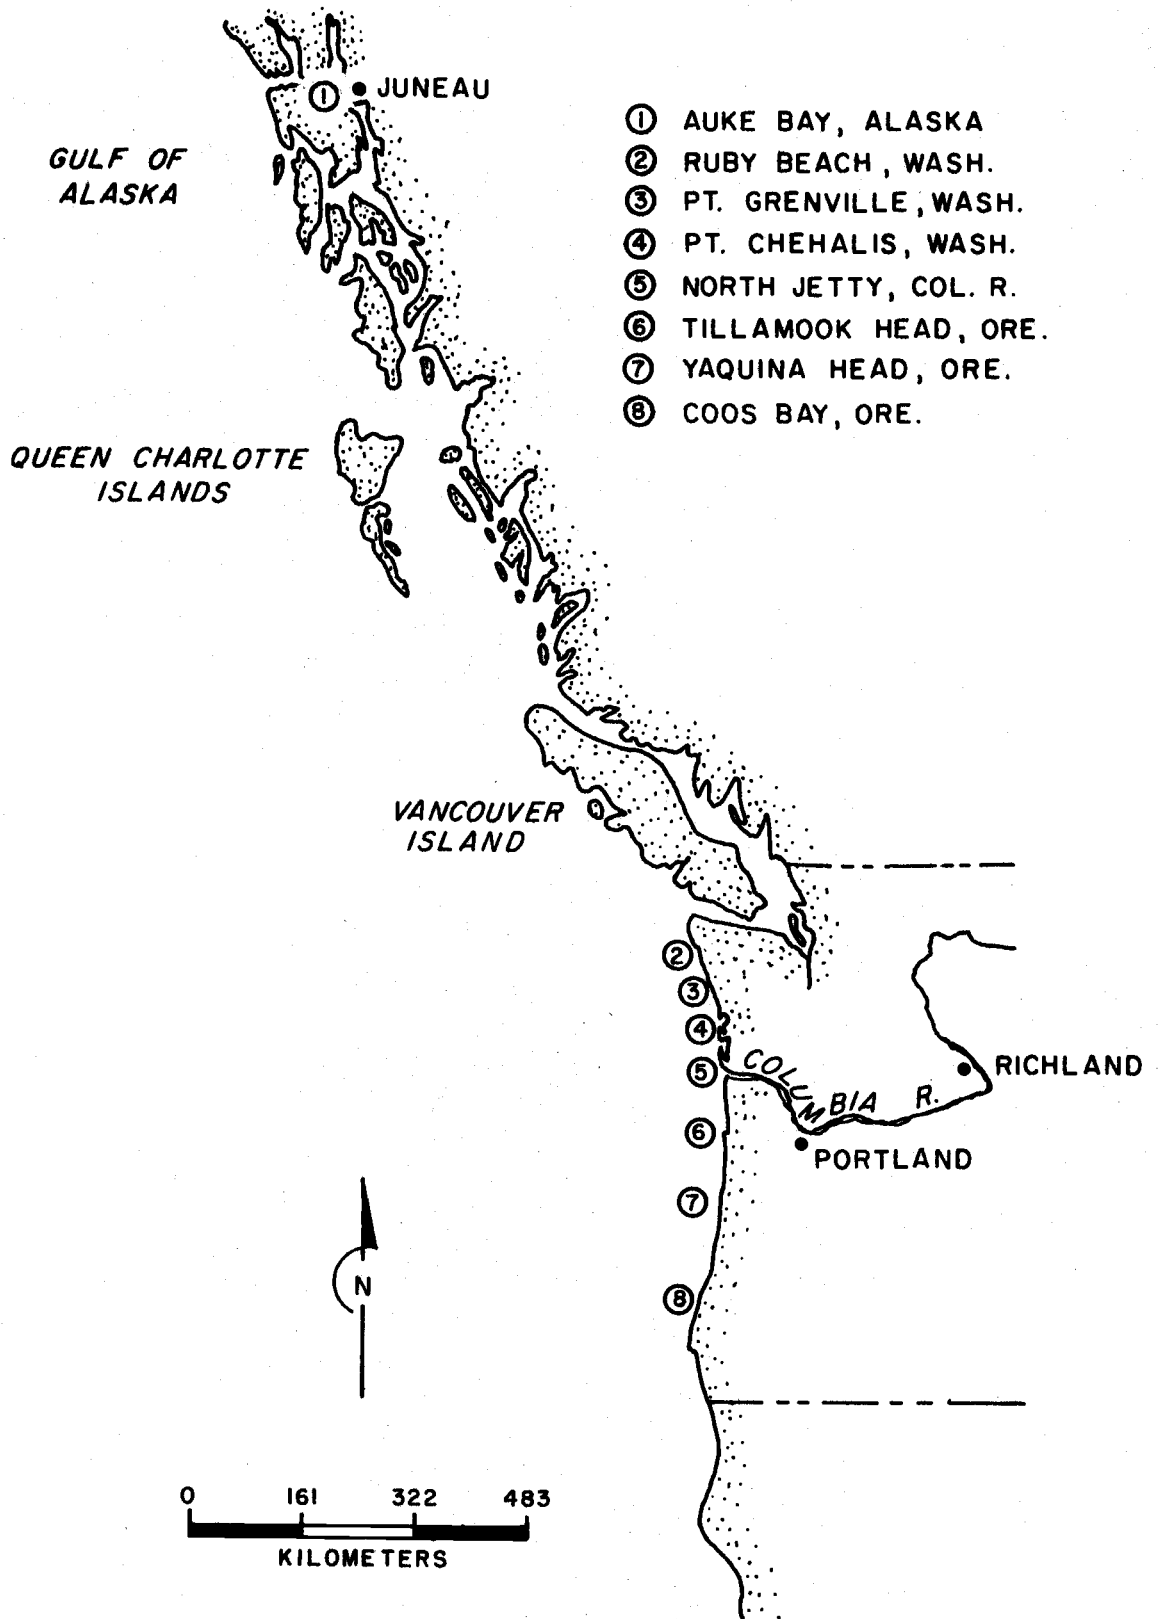 ① JUNEAU
GULF OF
ALASKA
① AUKE BAY, ALASKA
② RUBY BEACH, WASH.
③ PT. GRENVILLE, WASH.
④ PT. CHEHALIS, WASH.
⑤ NORTH JETTY, COL. R.
⑥ TILLAMOOK HEAD, ORE.
⑦ YAQUINA HEAD, ORE.
⑧ COOS BAY, ORE.
QUEEN CHARLOTTE
ISLANDS
VANCOUVER
ISLAND
②
③
④
⑤
COLUMBIA R.
RICHLAND
⑥
PORTLAND
⑦
N
⑧
0 161 322 483
KILOMETERS